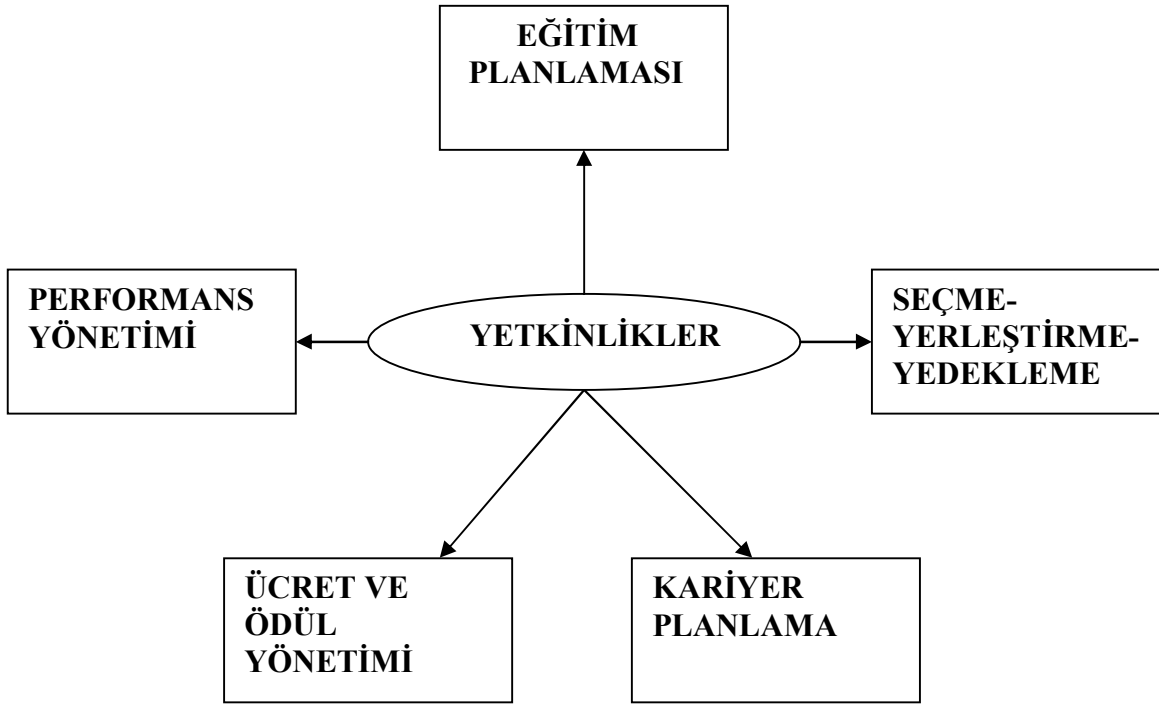 EĞİTİM
PLANLAMASI
PERFORMANS
YÖNETİMİ
YETKİNLİKLER
SEÇME-
YERLEŞTİRME-
YEDEKLEME
ÜCRET VE
ÖDÜL
YÖNETİMİ
KARİYER
PLANLAMA